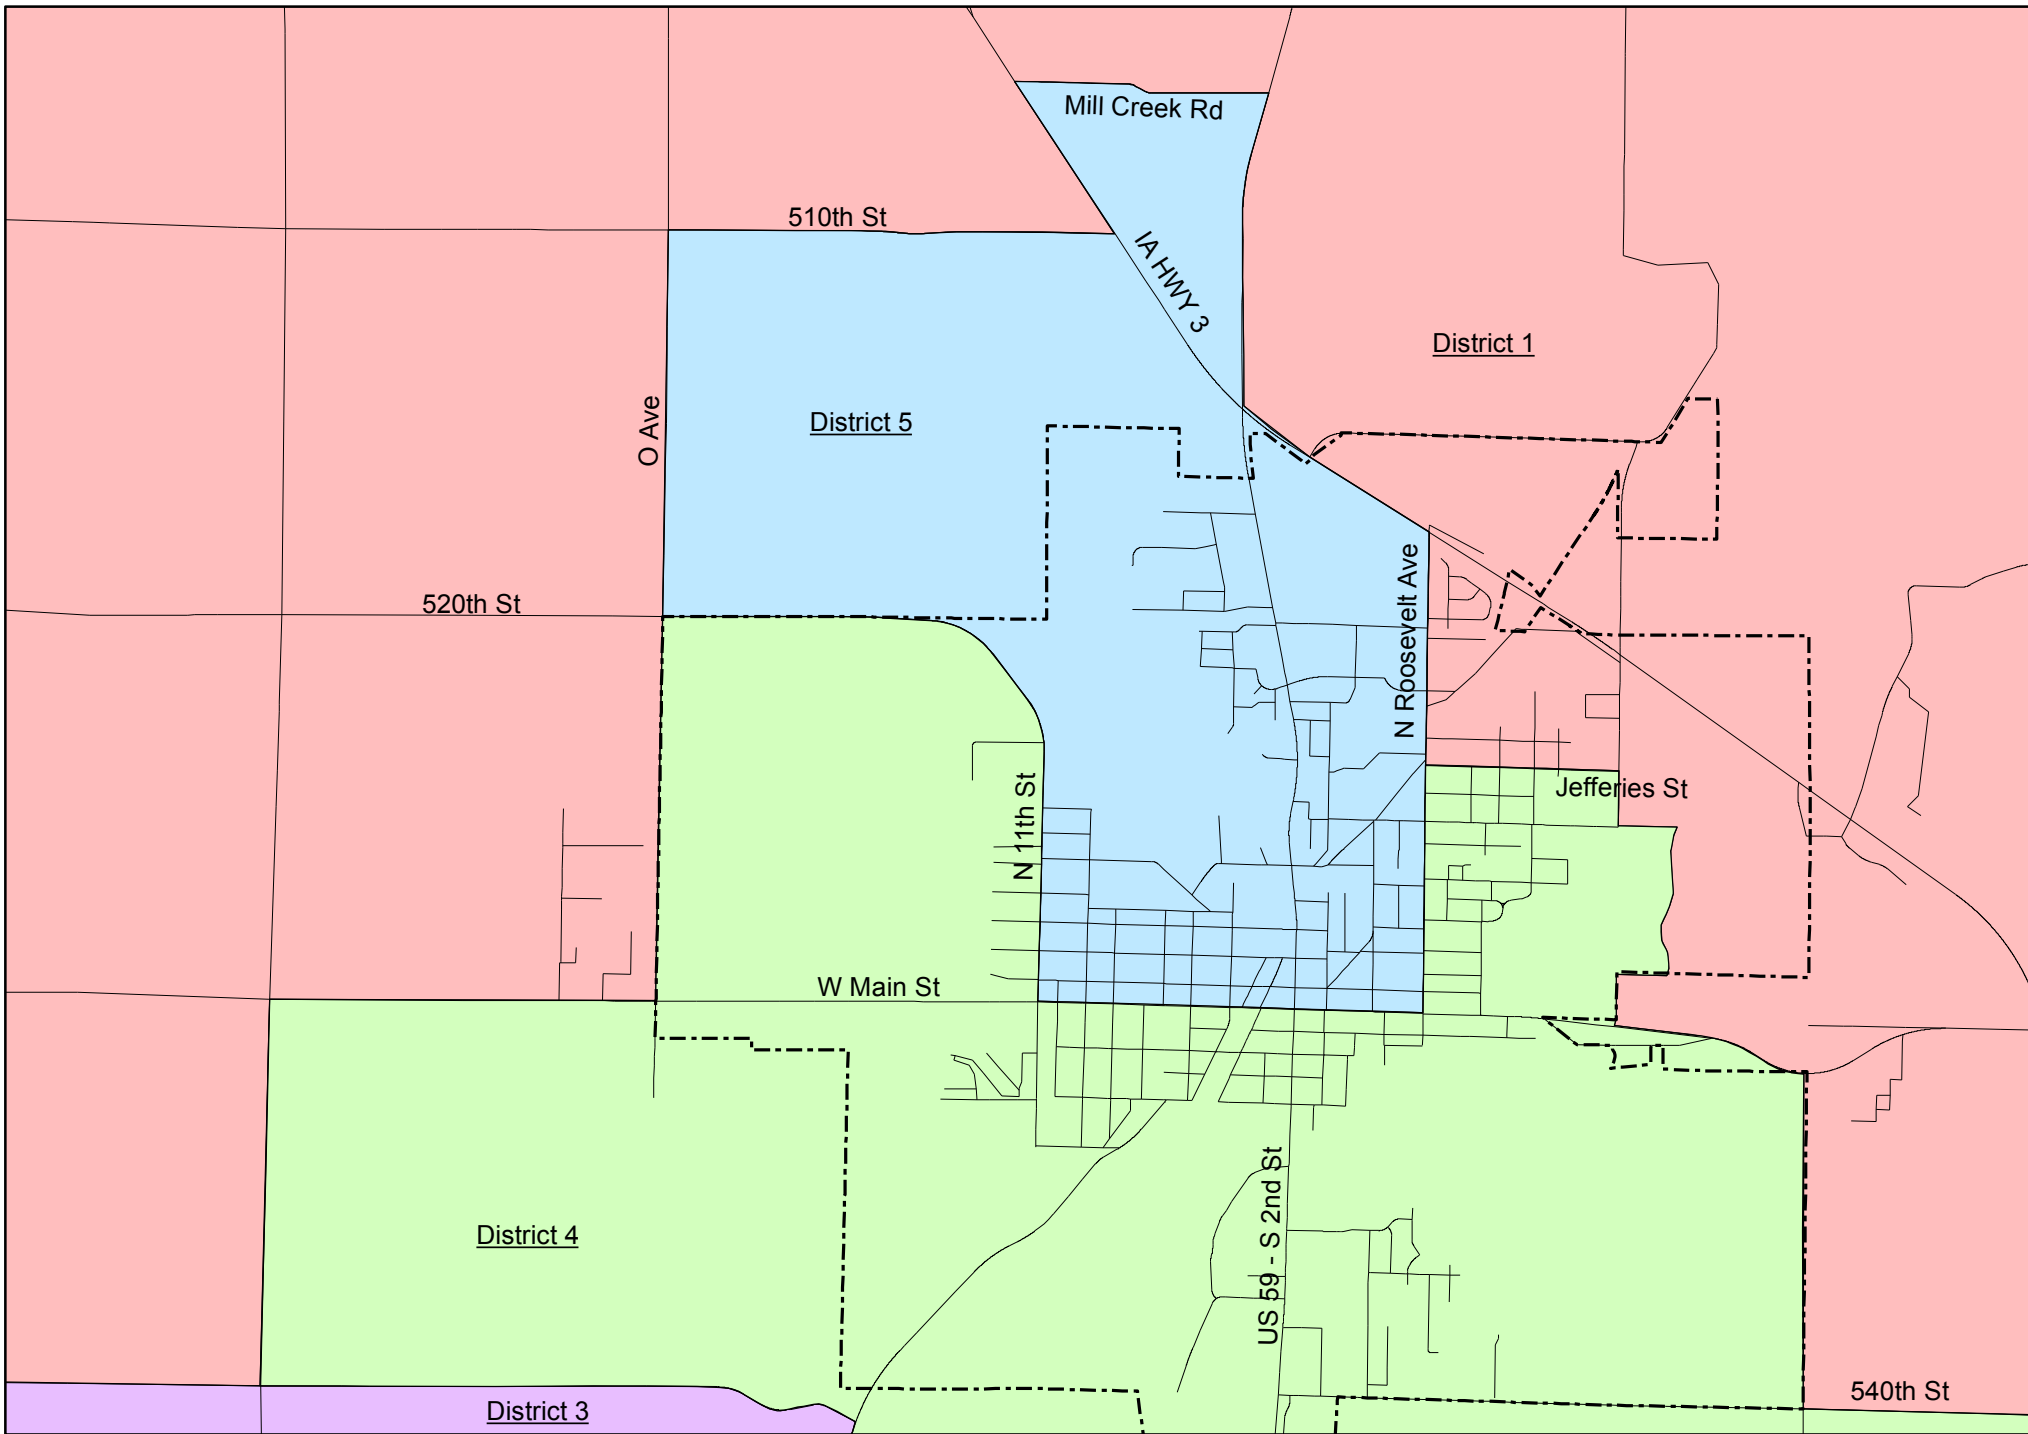 Mill Creek Rd
510th St
IA HWY 3
District 1
O Ave
District 5
520th St
N Roosevelt Ave
Jefferies St
N 11th St
W Main St
District 4
US 59 - S 2nd St
540th St
District 3